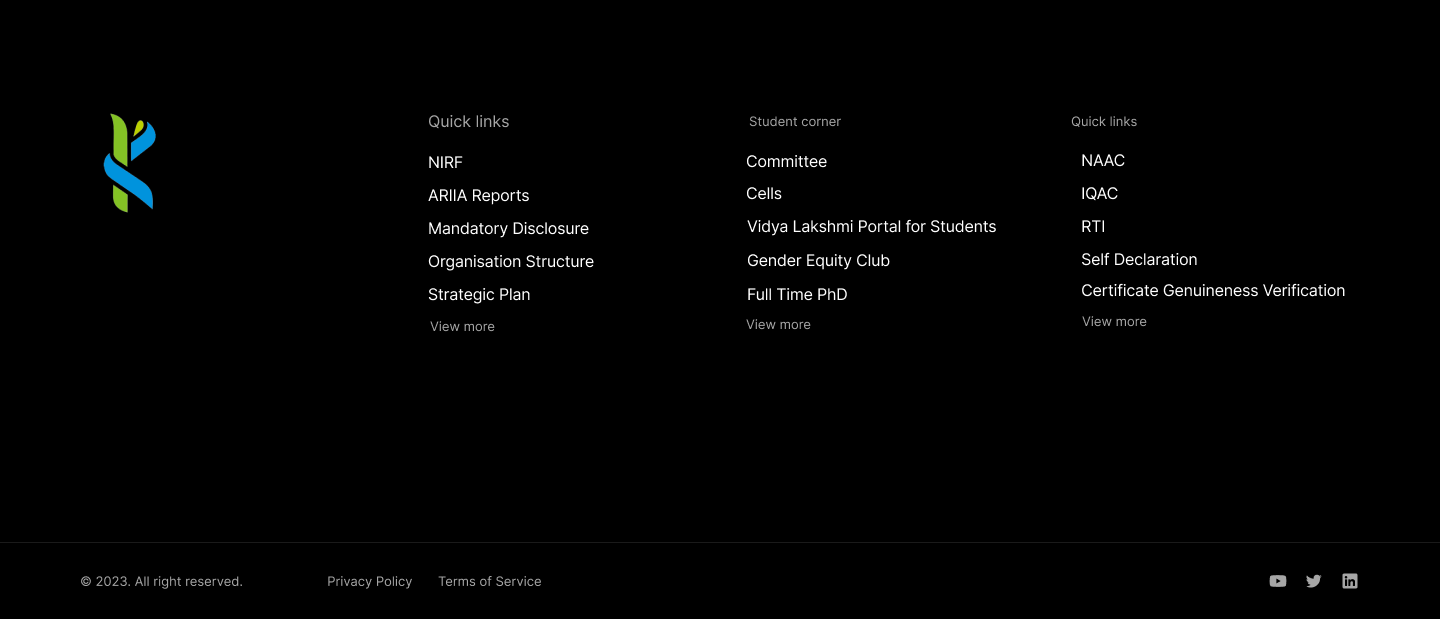 Quick links
NIRF
ARIIA Reports
Mandatory Disclosure
Organisation Structure
Strategic Plan
View more
Student corner
Committee
Cells
Vidya Lakshmi Portal for Students
Gender Equity Club
Full Time PhD
View more
Quick links
NAAC
IQAC
RTI
Self Declaration
Certificate Genuineness Verification
View more
© 2023. All right reserved.
Privacy Policy
Terms of Service